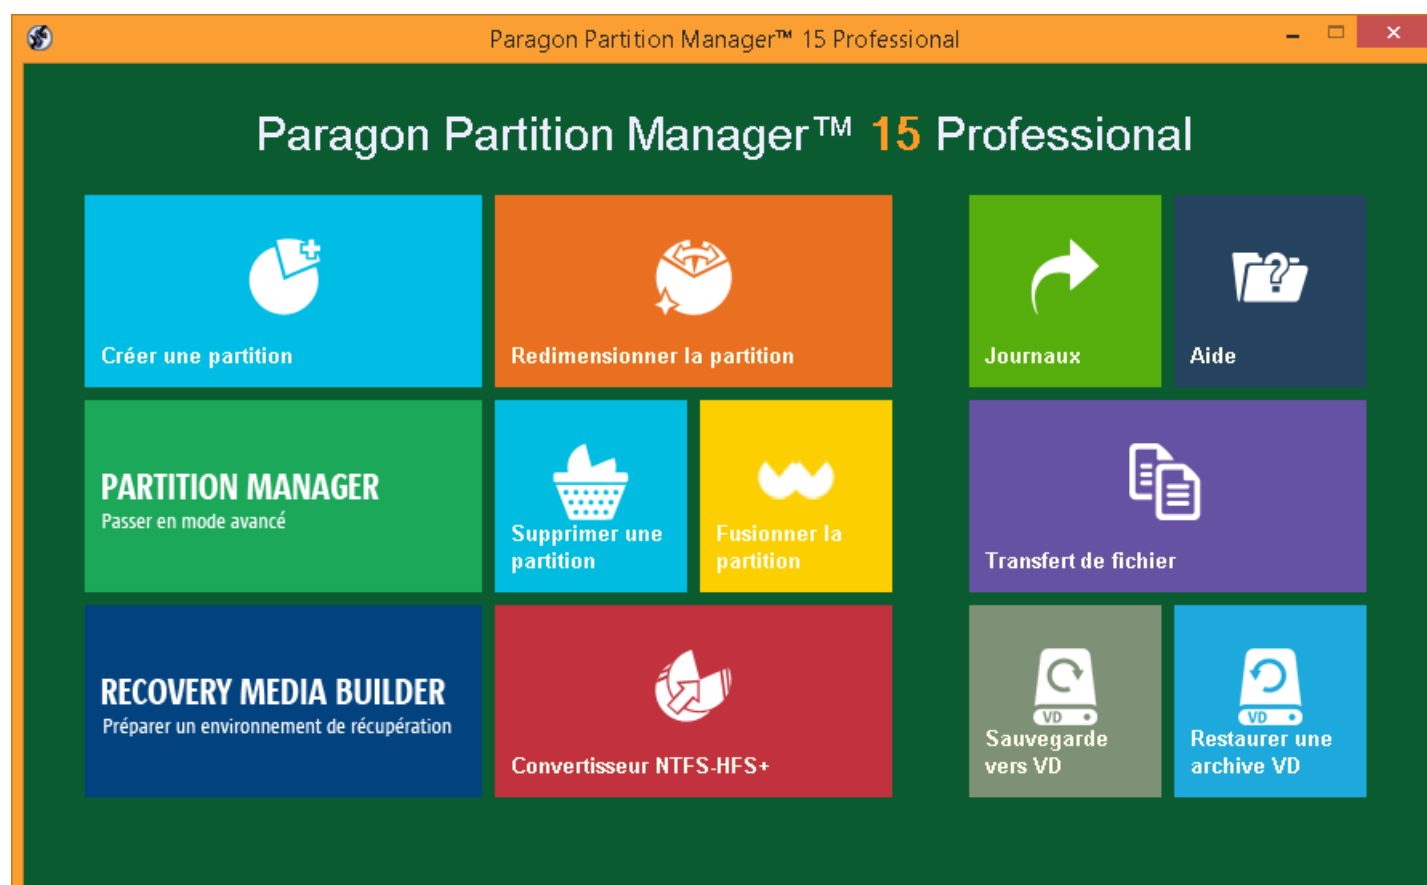 Paragon Partition Manager™ 15 Professional
Paragon Partition Manager™ 15 Professional
Créer une partition
Redimensionner la partition
Journaux
Aide
PARTITION MANAGER
Passer en mode avancé
Supprimer une
partition
Fusionner la
partition
Transfert de fichier
RECOVERY MEDIA BUILDER
Préparer un environnement de récupération
Convertisseur NTFS-HFS+
VD
Sauvegarde
vers VD
VD
Restaurer une
archive VD